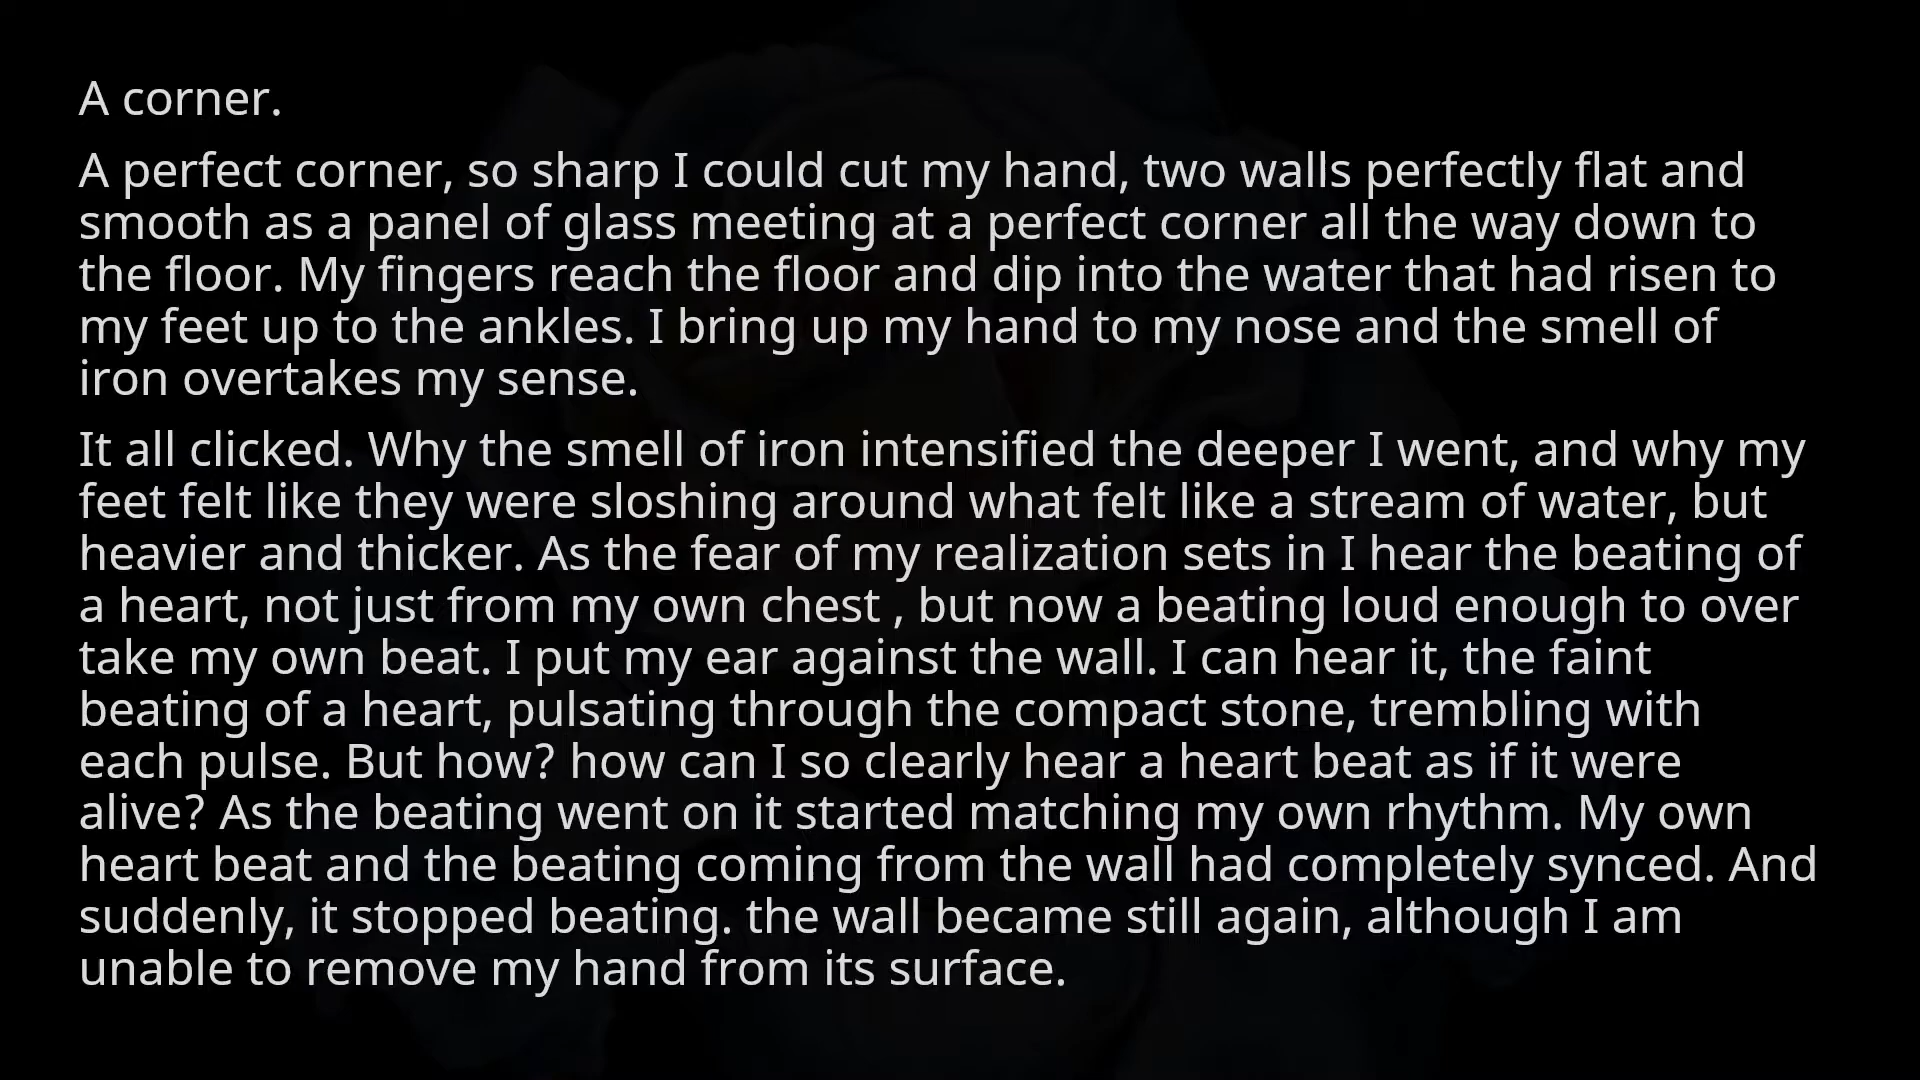 A corner.
A perfect corner, so sharp I could cut my hand, two walls perfectly flat and
smooth as a panel of glass meeting at a perfect corner all the way down to
the floor. My fingers reach the floor and dip into the water that had risen to
my feet up to the ankles. I bring up my hand to my nose and the smell of
iron overtakes my sense.
It all clicked. Why the smell of iron intensified the deeper I went, and why my
feet felt like they were sloshing around what felt like a stream of water, but
heavier and thicker. As the fear of my realization sets in I hear the beating of
a heart, not just from my own chest , but now a beating loud enough to over
take my own beat. I put my ear against the wall. I can hear it, the faint
beating of a heart, pulsating through the compact stone, trembling with
each pulse. But how? how can I so clearly hear a heart beat as if it were
alive? As the beating went on it started matching my own rhythm. My own
heart beat and the beating coming from the wall had completely synced. And
suddenly, it stopped beating. the wall became still again, although I am
unable to remove my hand from its surface.